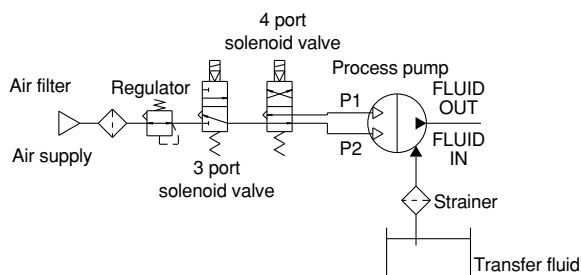 4 port
solenoid valve
Air filter
Regulator
Process pump
P1
FLUID
OUT
Air supply
P2
FLUID
IN
3 port
solenoid valve
Strainer
Transfer fluid